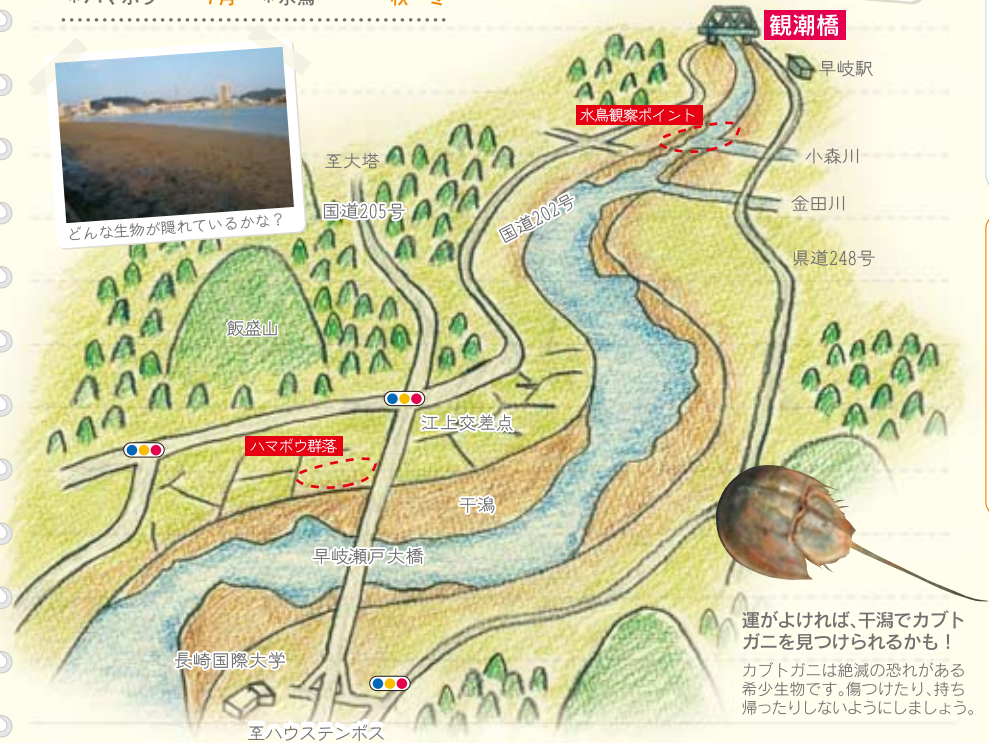 観潮橋
早岐駅
水鳥観察ポイント
小森川
至大塔
国道205号
国道202号
金田川
どんな生物が隠れているかな？
県道248号
飯盛山
江上交差点
ハマボウ群落
干潟
早岐瀬戸大橋
運がよければ、干潟でカブト
ガニを見つけられるかも！
長崎国際大学
カブトガニは絶滅の恐れがある
希少生物です。傷つけたり、持ち
帰ったりしないようにしましょう。
至ハウステンボス